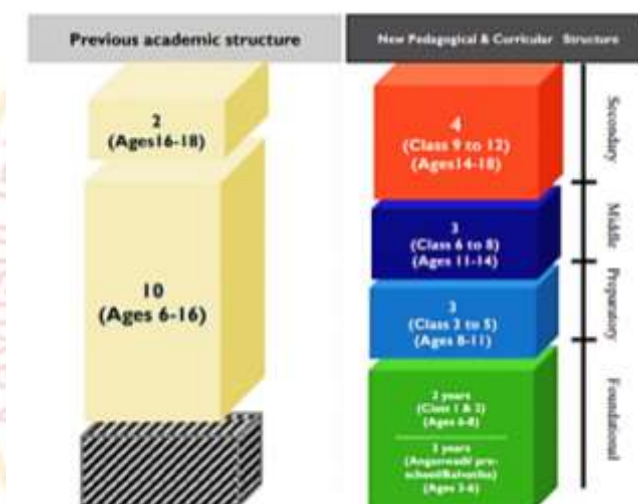 Previous academic structure
New Pedagogical & Curricular Structure
2
(Ages16-18)
10
(Ages 6-16)
4
(Class 9 to 12)
(Ages14-18)
3
(Class 6 to 8)
(Ages 11-14)
3
(Class 3 to 5)
(Ages 8-11)
2 years
(Class 1 & 2)
(Ages 6-8)
3 years
(Anganwadi/ pre-
school/Balvatika)
(Ages 3-6)
Secondary
Middle
Preparatory
Foundational